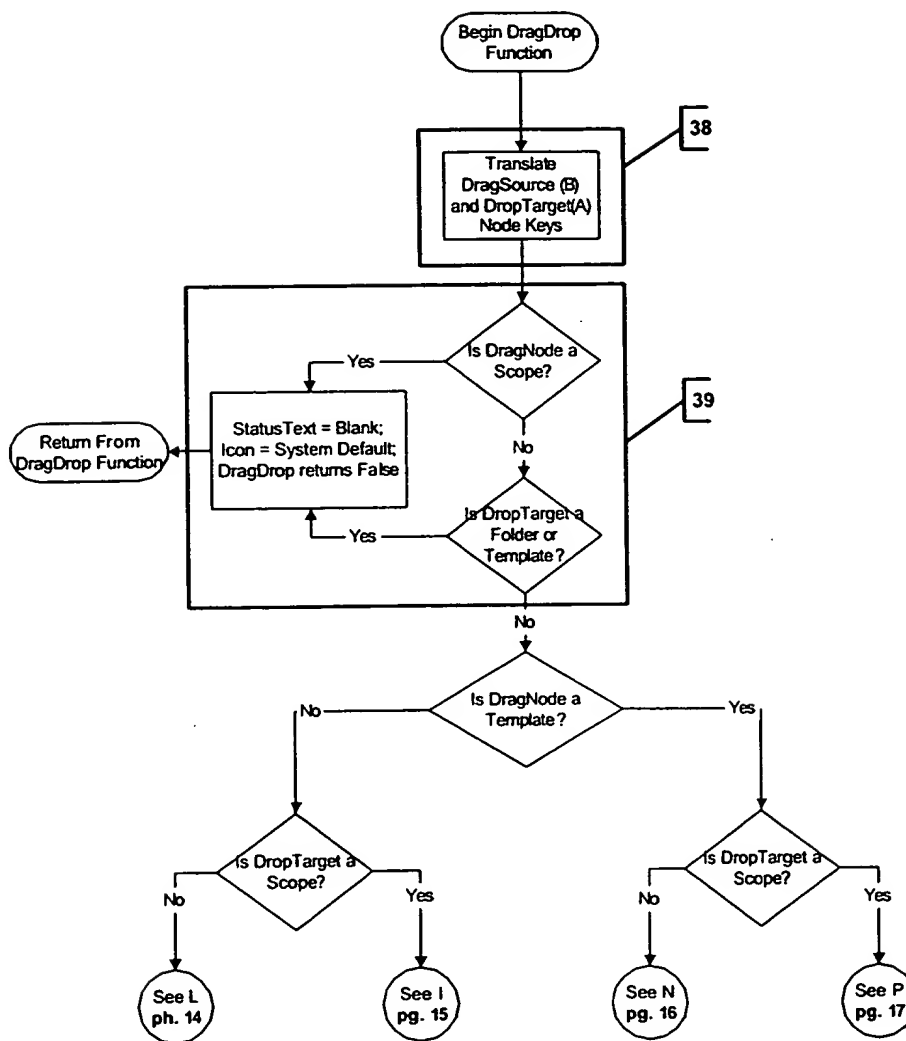 Begin DragDrop
Function
38
Translate
DragSource (B)
and DropTarget(A)
Node Keys
Is DragNode a
Scope?
Yes
39
StatusText = Blank;
Icon = System Default;
DragDrop returns False
Return From
DragDrop Function
No
Is DropTarget a
Folder or
Template?
Yes
No
Is DragNode a
Template?
No
Yes
Is DropTarget a
Scope?
Is DropTarget a
Scope?
No
Yes
No
Yes
See L
ph. 14
See I
pg. 15
See N
pg. 16
See P
pg. 17